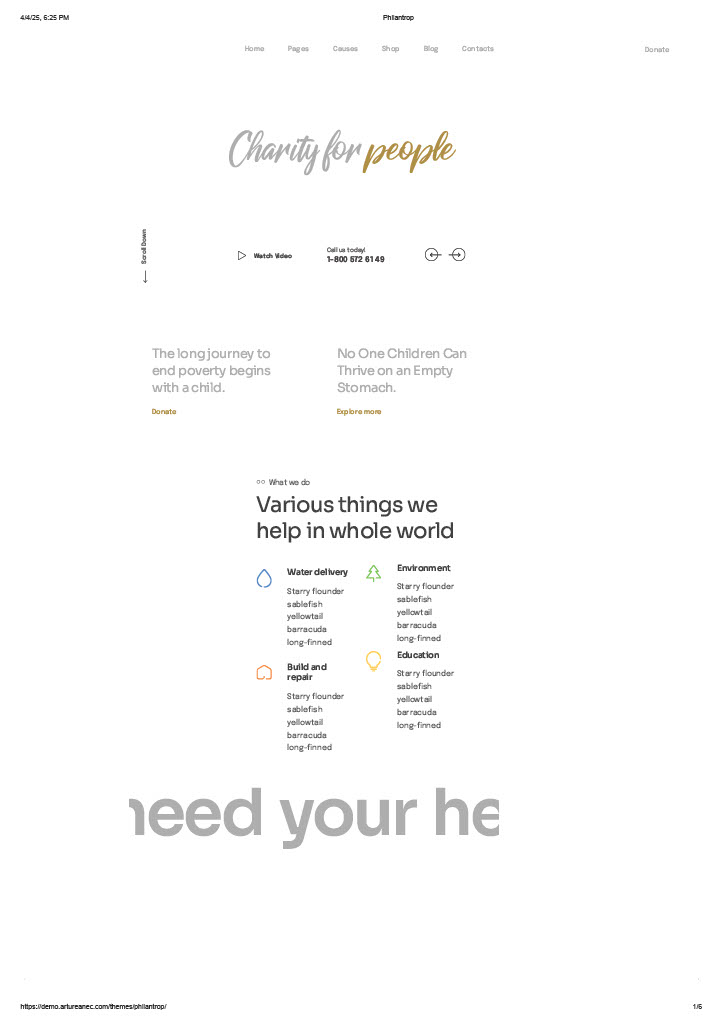 4/4/25, 6:25 PM
Philantrop
Home Pages Causes Shop Blog Contacts
Donate
Charity for people
Scroll Down
Watch Video
Call us today!
1-800 572 61 49
The long journey to
end poverty begins
with a child.
Donate
No One Children Can
Thrive on an Empty
Stomach.
Explore more
What we do
Various things we
help in whole world
Water delivery
Starry flounder
sablefish
yellowtail
barracuda
long-finned
Environment
Starry flounder
sablefish
yellowtail
barracuda
long-finned
Build and
repair
Starry flounder
sablefish
yellowtail
barracuda
long-finned
Education
Starry flounder
sablefish
yellowtail
barracuda
long-finned
need your he
https://demo.artureanec.com/themes/philantrop/
1/6